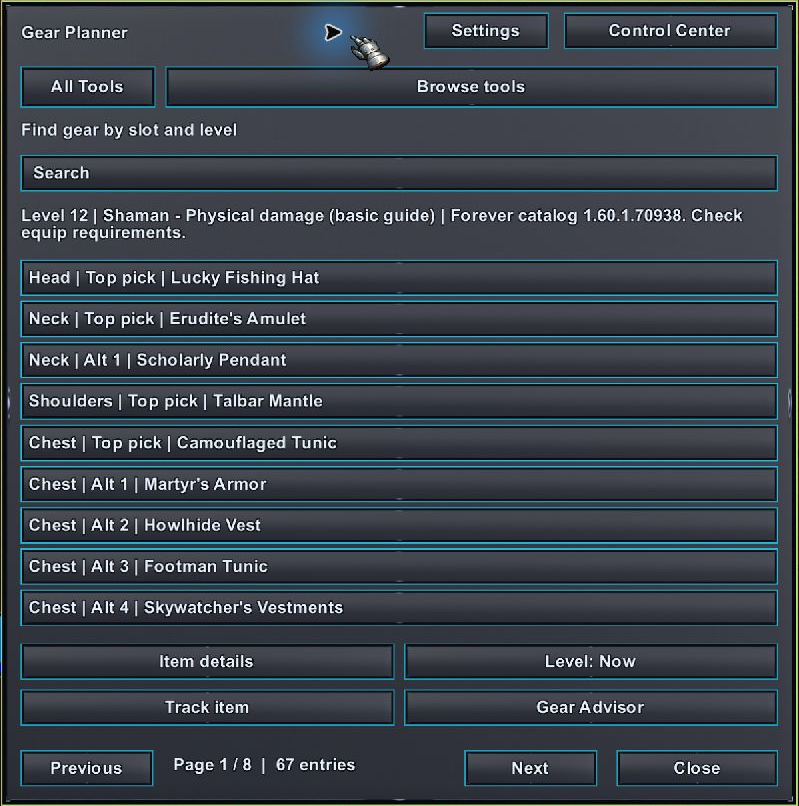 Gear Planner
Settings
Control Center
All Tools
Browse tools
Find gear by slot and level
Search
Level 12 | Shaman - Physical damage (basic guide) | Forever catalog 1.60.1.70938. Check
equip requirements.
Head | Top pick | Lucky Fishing Hat
Neck | Top pick | Erudite's Amulet
Neck | Alt 1 | Scholarly Pendant
Shoulders | Top pick | Talbar Mantle
Chest | Top pick | Camouflaged Tunic
Chest | Alt 1 | Martyr's Armor
Chest | Alt 2 | Howlhide Vest
Chest | Alt 3 | Footman Tunic
Chest | Alt 4 | Skywatcher's Vestments
Item details
Level: Now
Track item
Gear Advisor
Previous
Page 1 / 8 | 67 entries
Next
Close